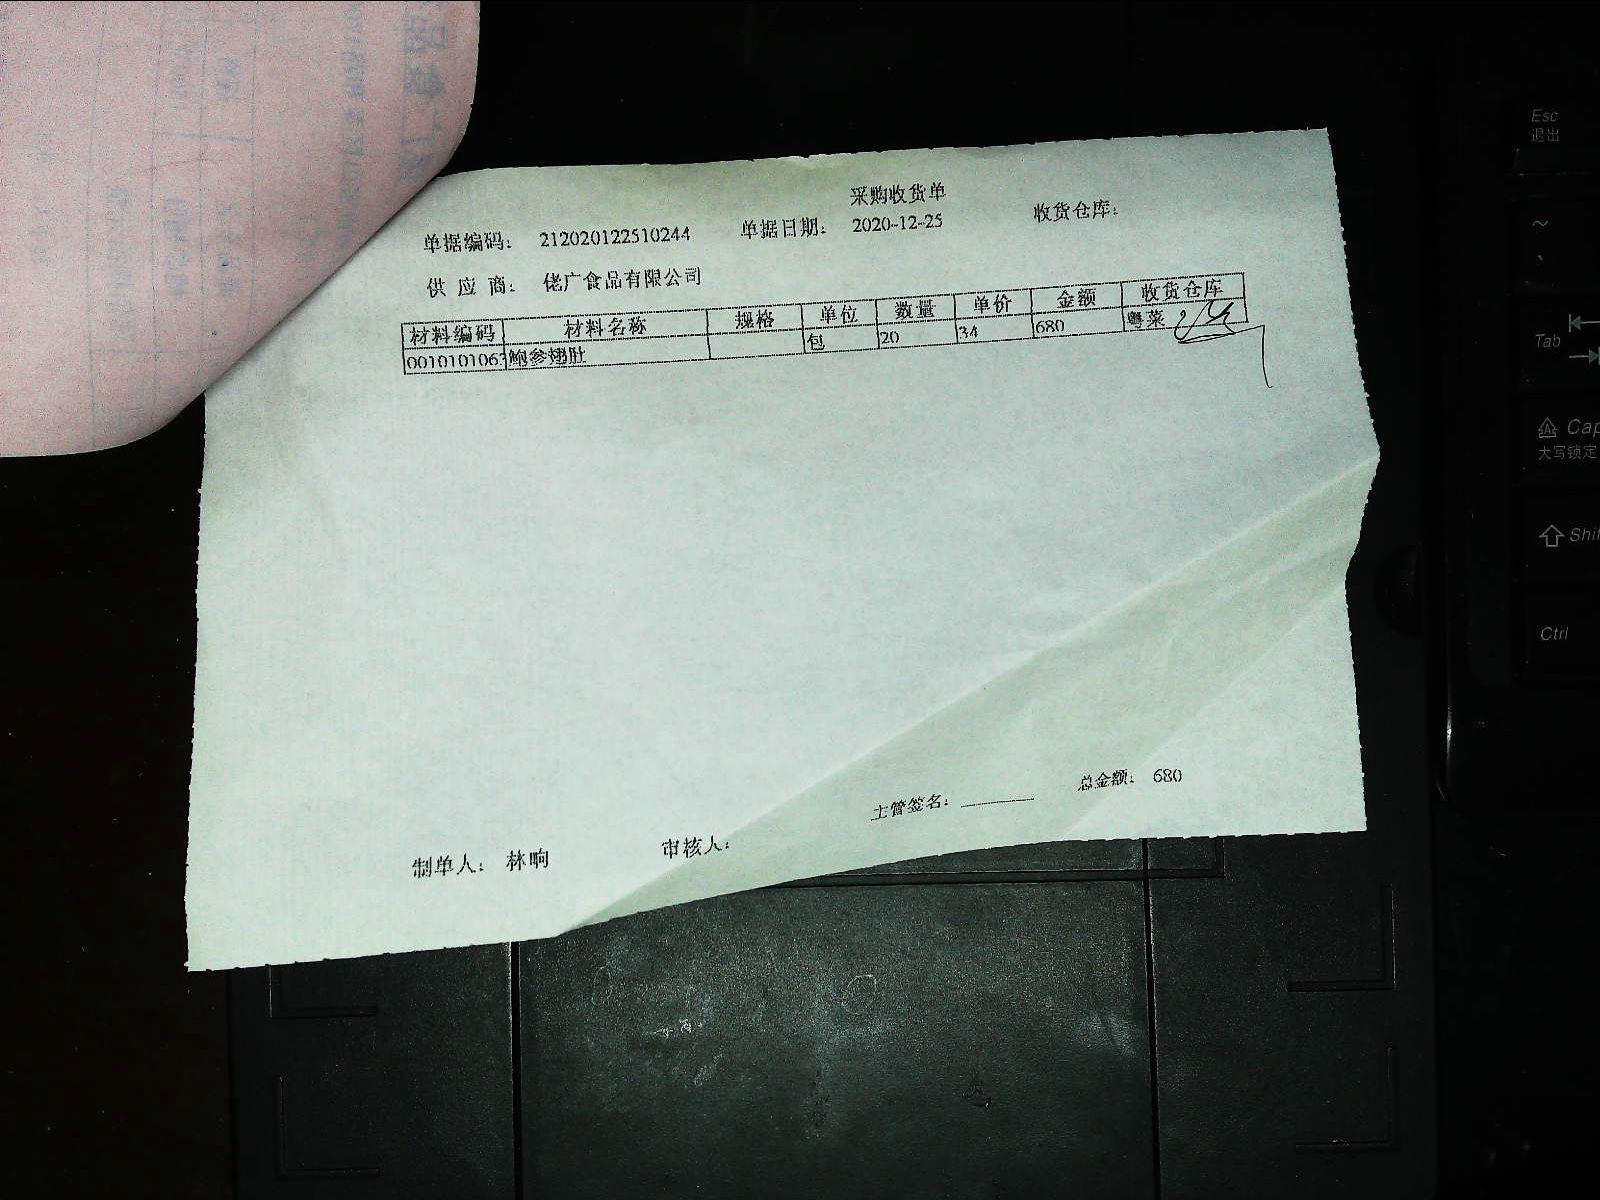 采购收货单
单据编码: 212020122510244 单据日期: 2020-12-25 收货仓库:
供应商: 佬广食品有限公司
材料编码 材料名称 规格 单位 数量 单价 金额 收货仓库
0010101063 鲍参翅肚 包 20 34 680 粤菜
总金额: 680
主管签名:
制单人: 林响 审核人:
Esc
退出
~
Tab
Cap
大写锁定
Shif
Ctrl